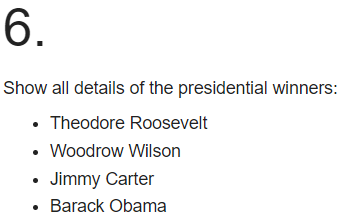 6.
Show all details of the presidential winners:
• Theodore Roosevelt
• Woodrow Wilson
• Jimmy Carter
• Barack Obama